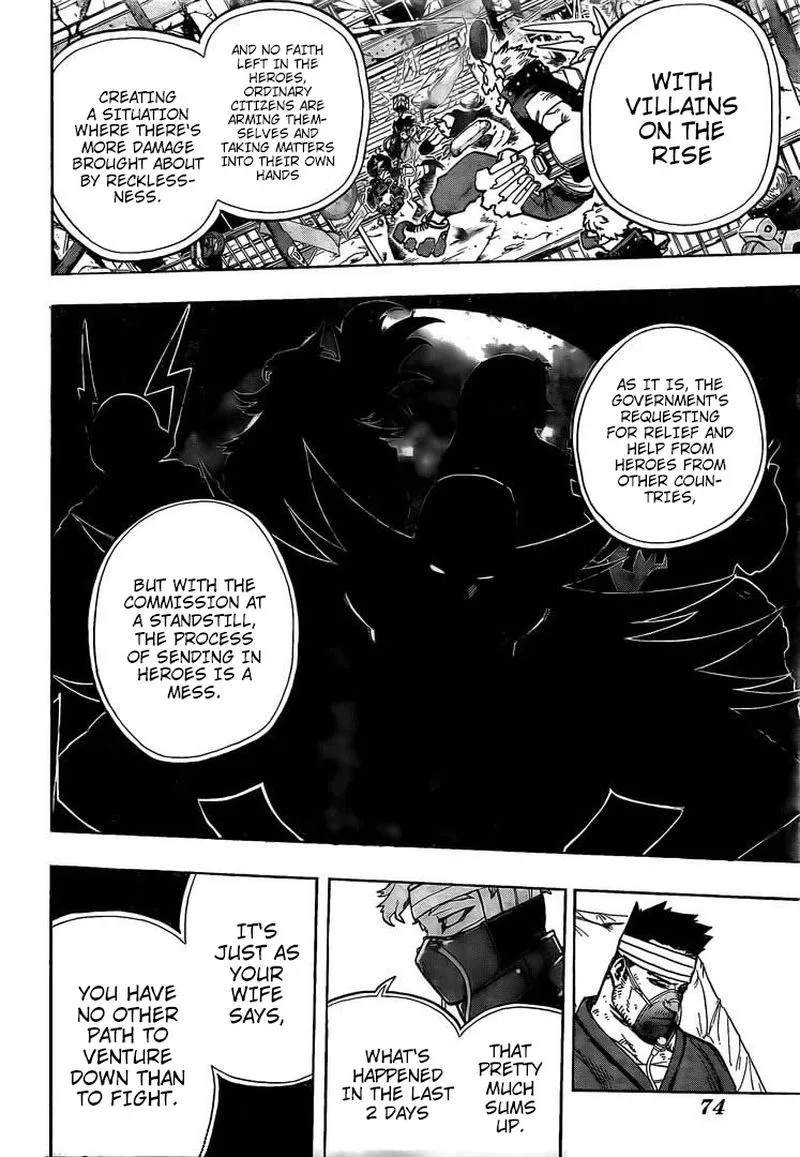 WITH
VILLAINS
ON THE
RISE
AND NO FAITH
LEFT IN THE
HEROES,
ORDINARY
CITIZENS ARE
ARMING THEM-
SELVES AND
TAKING MATTERS
INTO THEIR OWN
HANDS
CREATING
A SITUATION
WHERE THERE'S
MORE DAMAGE
BROUGHT ABOUT
BY RECKLESS-
NESS.
AS IT IS, THE
GOVERNMENT'S
REQUESTING
FOR RELIEF AND
HELP FROM
HEROES FROM
OTHER COUN-
TRIES,
BUT WITH THE
COMMISSION AT
A STANDSTILL,
THE PROCESS
OF SENDING IN
HEROES IS A
MESS.
THAT
PRETTY
MUCH
SUMS
UP.
WHAT'S
HAPPENED
IN THE LAST
2 DAYS
IT'S
JUST AS
YOUR
WIFE
SAYS,
YOU HAVE
NO OTHER
PATH TO
VENTURE
DOWN THAN
TO FIGHT.
74